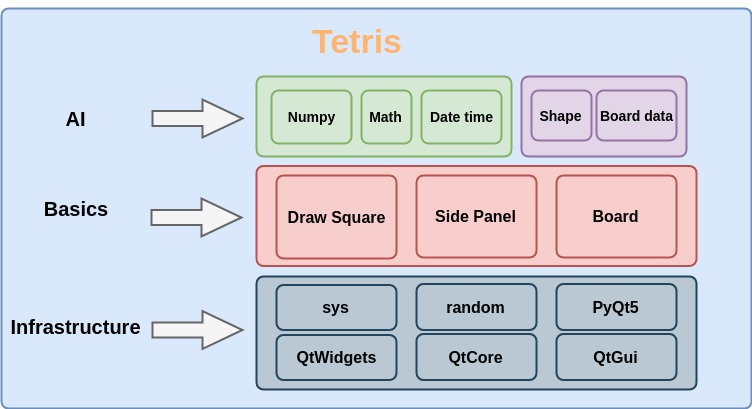 Tetris
AI
Numpy
Math
Date time
Shape
Board data
Basics
Draw Square
Side Panel
Board
Infrastructure
sys
random
PyQt5
QtWidgets
QtCore
QtGui